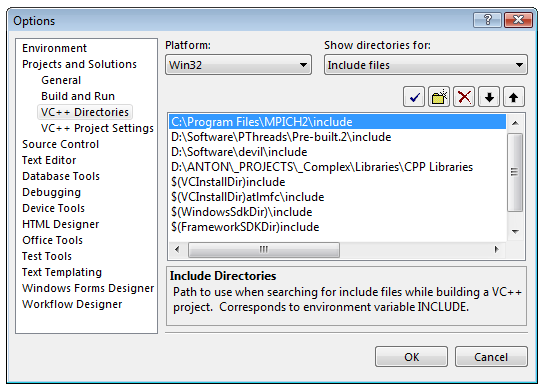 Options
Environment
Projects and Solutions
General
Build and Run
VC++ Directories
VC++ Project Settings
Source Control
Text Editor
Database Tools
Debugging
Device Tools
HTML Designer
Office Tools
Test Tools
Text Templating
Windows Forms Designer
Workflow Designer
Platform:
Win32
Show directories for:
Include files
C:\Program Files\MPICH2\include
D:\Software\PThreads\Pre-built.2\include
D:\Software\devil\include
D:\ANTON\_PROJECTS\_Complex\Libraries\CPP Libraries
$(VCInstallDir)include
$(VCInstallDir)atlmfc\include
$(WindowsSdkDir)\include
$(FrameworkSDKDir)include
Include Directories
Path to use when searching for include files while building a VC++
project.  Corresponds to environment variable INCLUDE.
OK
Cancel